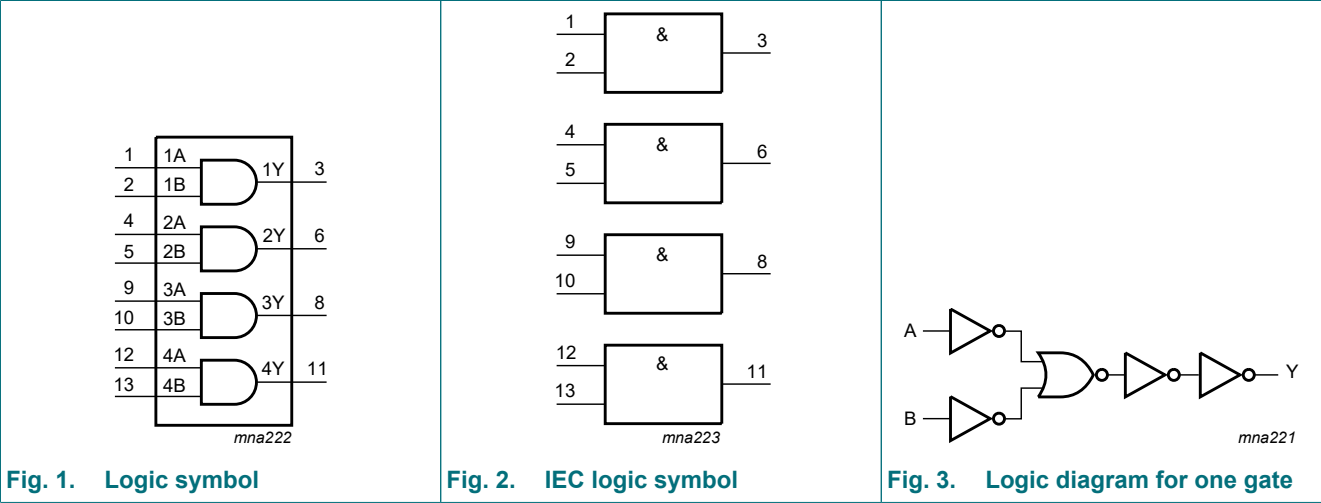 1 1A 1Y 3
2 1B
4 2A 2Y 6
5 2B
9 3A 3Y 8
10 3B
12 4A 4Y 11
13 4B
mna222
Fig. 1. Logic symbol
1 & 3
2
4 & 6
5
9 & 8
10
12 & 11
13
mna223
Fig. 2. IEC logic symbol
A
Y
B
mna221
Fig. 3. Logic diagram for one gate